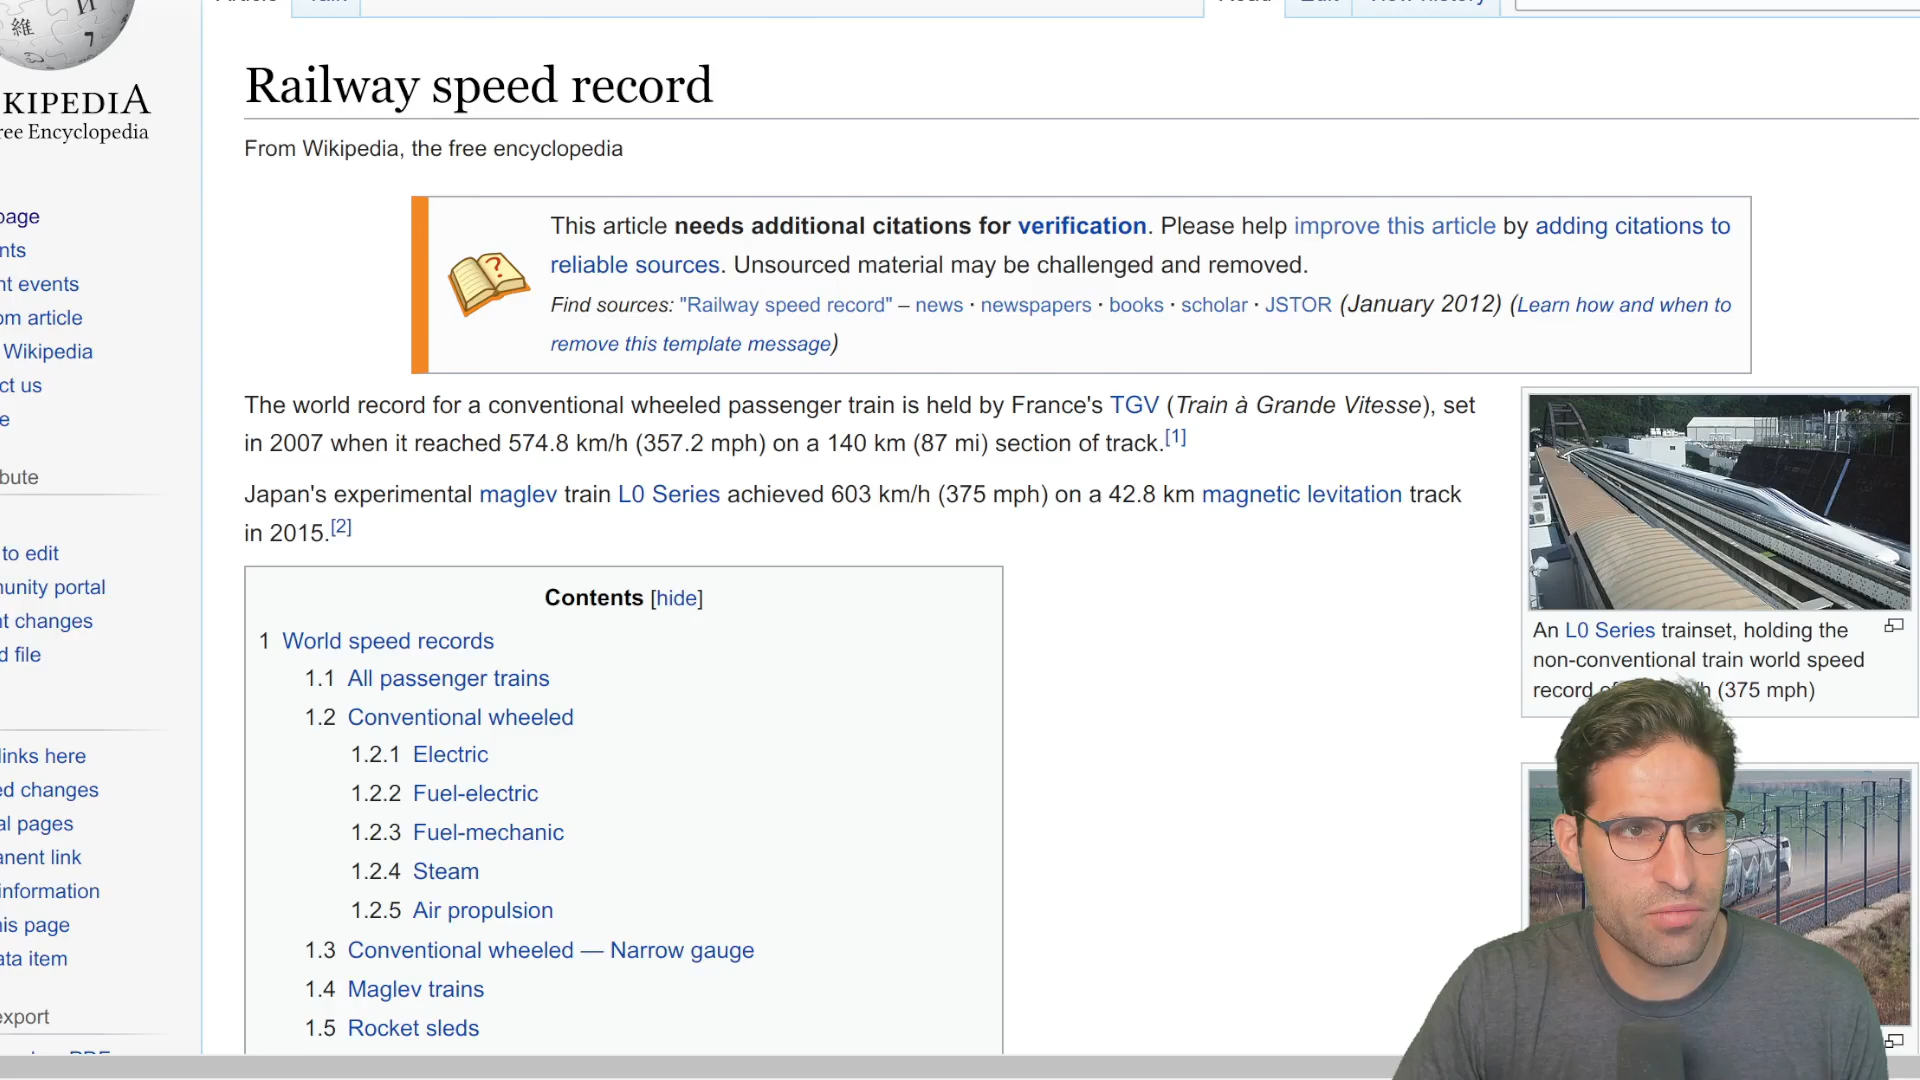 維
И
ל
KIPEDIA
ree Encyclopedia
page
nts
nt events
om article
Wikipedia
ct us
e
bute
to edit
nunity portal
nt changes
d file
links here
ed changes
al pages
anent link
information
his page
ata item
export
Railway speed record
From Wikipedia, the free encyclopedia
This article needs additional citations for verification. Please help improve this article by adding citations to
reliable sources. Unsourced material may be challenged and removed.
Find sources: "Railway speed record" – news · newspapers · books · scholar · JSTOR (January 2012) (Learn how and when to
remove this template message)
The world record for a conventional wheeled passenger train is held by France's TGV (Train à Grande Vitesse), set
in 2007 when it reached 574.8 km/h (357.2 mph) on a 140 km (87 mi) section of track.[1]
Japan's experimental maglev train L0 Series achieved 603 km/h (375 mph) on a 42.8 km magnetic levitation track
in 2015.[2]
Contents [hide]
1 World speed records
1.1 All passenger trains
1.2 Conventional wheeled
1.2.1 Electric
1.2.2 Fuel-electric
1.2.3 Fuel-mechanic
1.2.4 Steam
1.2.5 Air propulsion
1.3 Conventional wheeled — Narrow gauge
1.4 Maglev trains
1.5 Rocket sleds
An L0 Series trainset, holding the
non-conventional train world speed
record (375 mph)